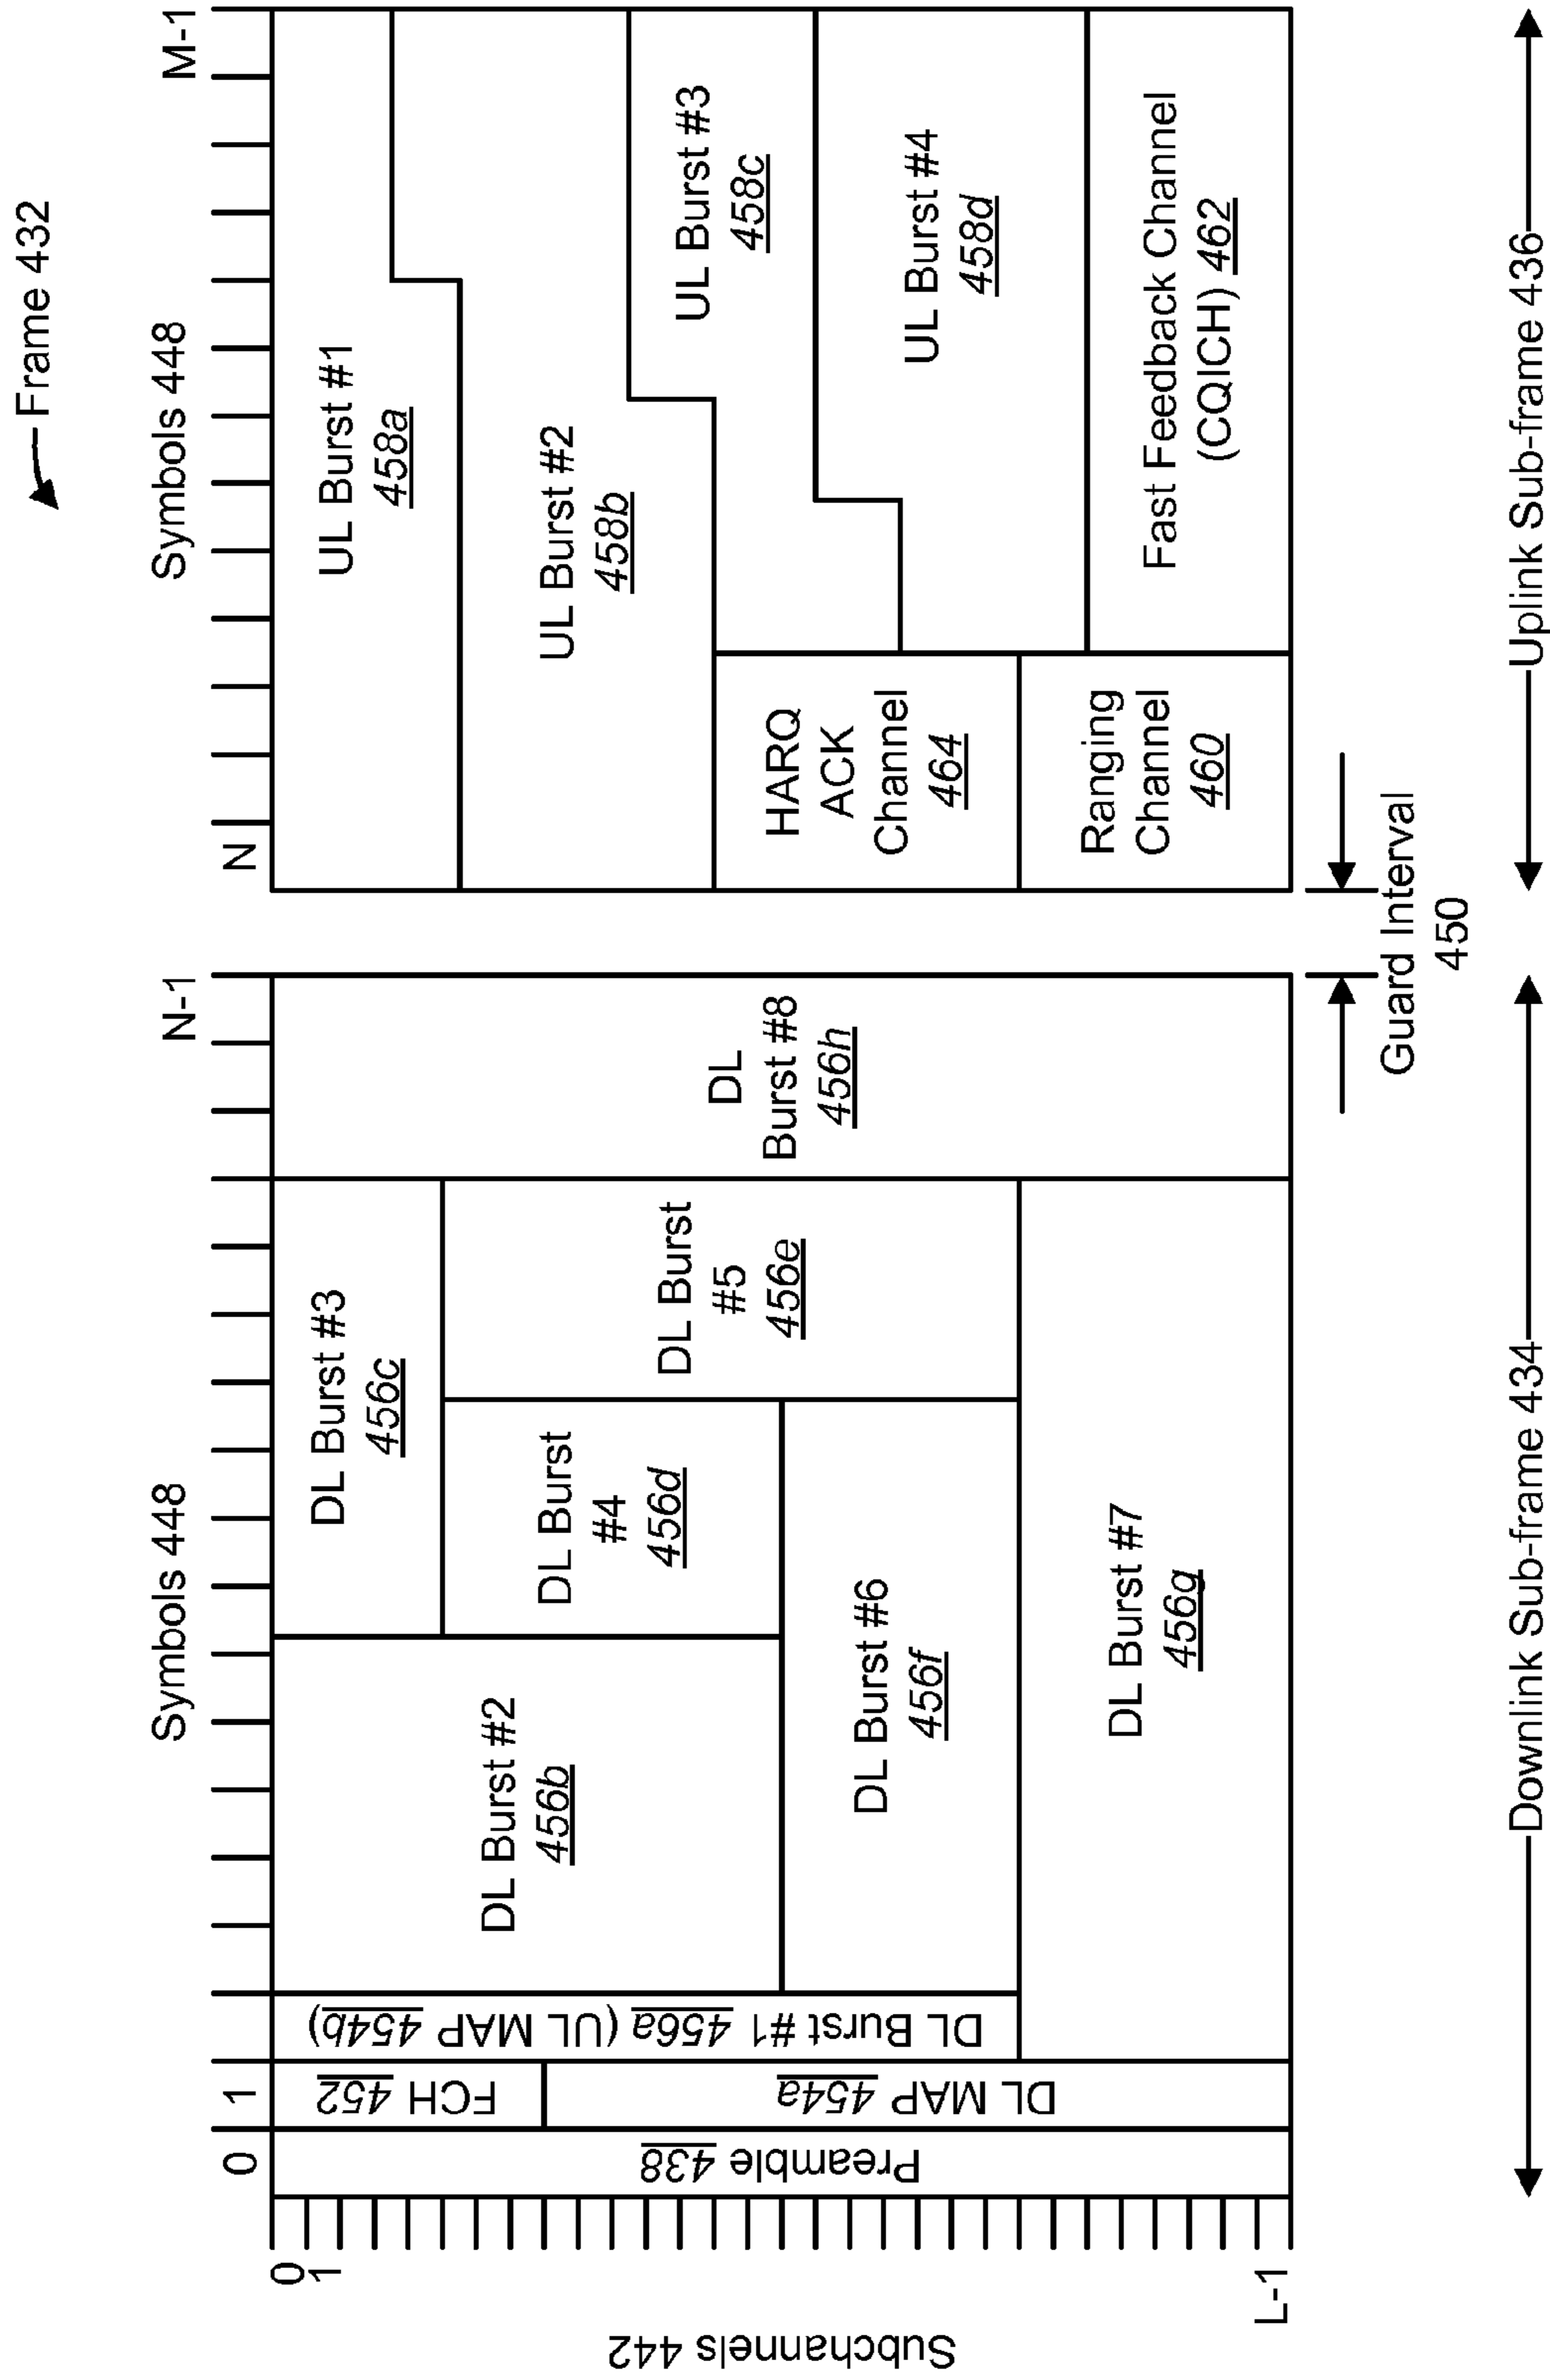 Frame 432
Symbols 448
Symbols 448
0
1
N-1
N
M-1
Subchannels 442
0
1
L-1
Preamble 438
FCH 452
DL MAP 454a
DL Burst #1 456a (UL MAP 454b)
DL Burst #2
456b
DL Burst #3
456c
DL Burst
#4
456d
DL Burst
#5
456e
DL Burst #6
456f
DL Burst #7
456g
DL
Burst #8
456h
UL Burst #1
458a
UL Burst #2
458b
UL Burst #3
458c
UL Burst #4
458d
HARQ
ACK
Channel
464
Ranging
Channel
460
Fast Feedback Channel
(CQICH) 462
Guard Interval
450
Downlink Sub-frame 434
Uplink Sub-frame 436